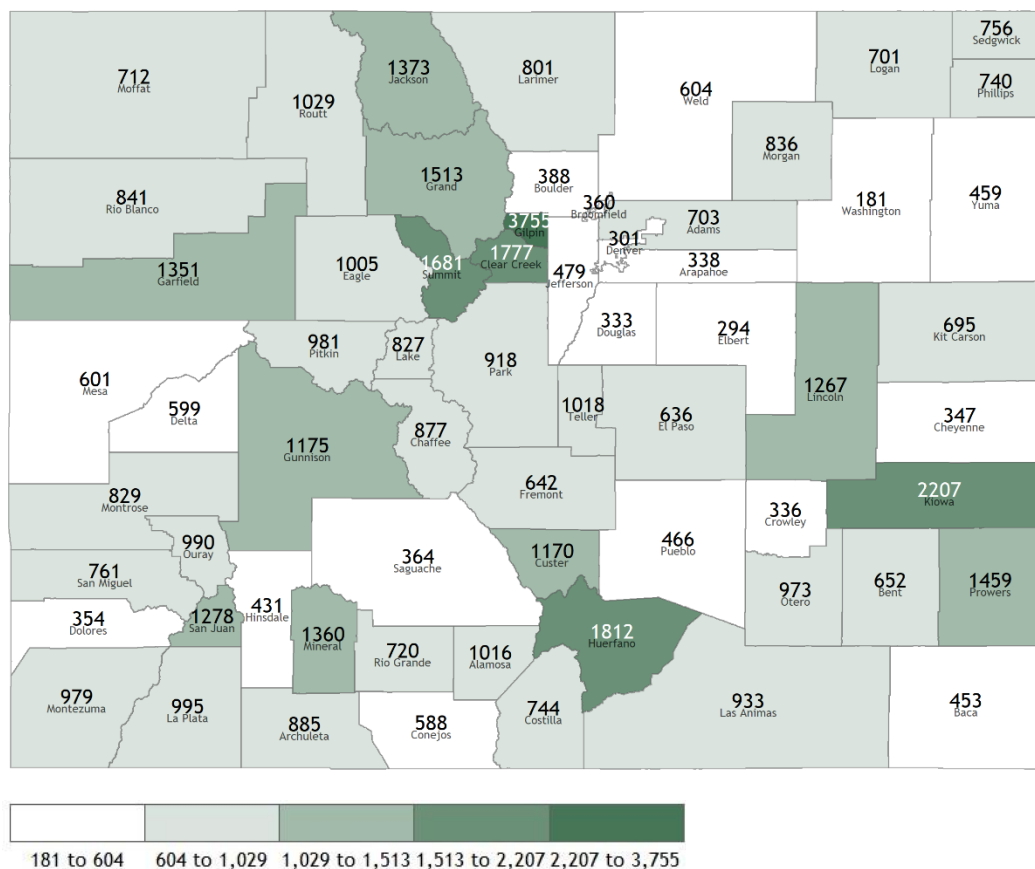 756
Sedgwick
701
Logan
1373
Jackson
801
Larimer
712
Moffat
740
Phillips
1029
Routt
604
Weld
836
Morgan
1513
Grand
388
Boulder
841
Rio Blanco
360
Broomfield
181
Washington
459
Yuma
3755
Gilpin
703
Adams
301
Denver
1777
Clear Creek
1681
Summit
338
Arapahoe
1005
Eagle
1351
Garfield
479
Jefferson
333
Douglas
294
Elbert
695
Kit Carson
981
Pitkin
827
Lake
918
Park
601
Mesa
1267
Lincoln
599
Delta
1018
Teller
636
El Paso
347
Cheyenne
1175
Gunnison
877
Chaffee
642
Fremont
829
Montrose
2207
Kiowa
336
Crowley
990
Ouray
364
Saguache
1170
Custer
466
Pueblo
761
San Miguel
973
Otero
652
Bent
1459
Prowers
431
Hinsdale
354
Dolores
1278
San Juan
1360
Mineral
1812
Huerfano
720
Rio Grande
1016
Alamosa
979
Montezuma
995
La Plata
885
Archuleta
588
Conejos
744
Costilla
933
Las Animas
453
Baca
181 to 604 604 to 1,029 1,029 to 1,513 1,513 to 2,207 2,207 to 3,755